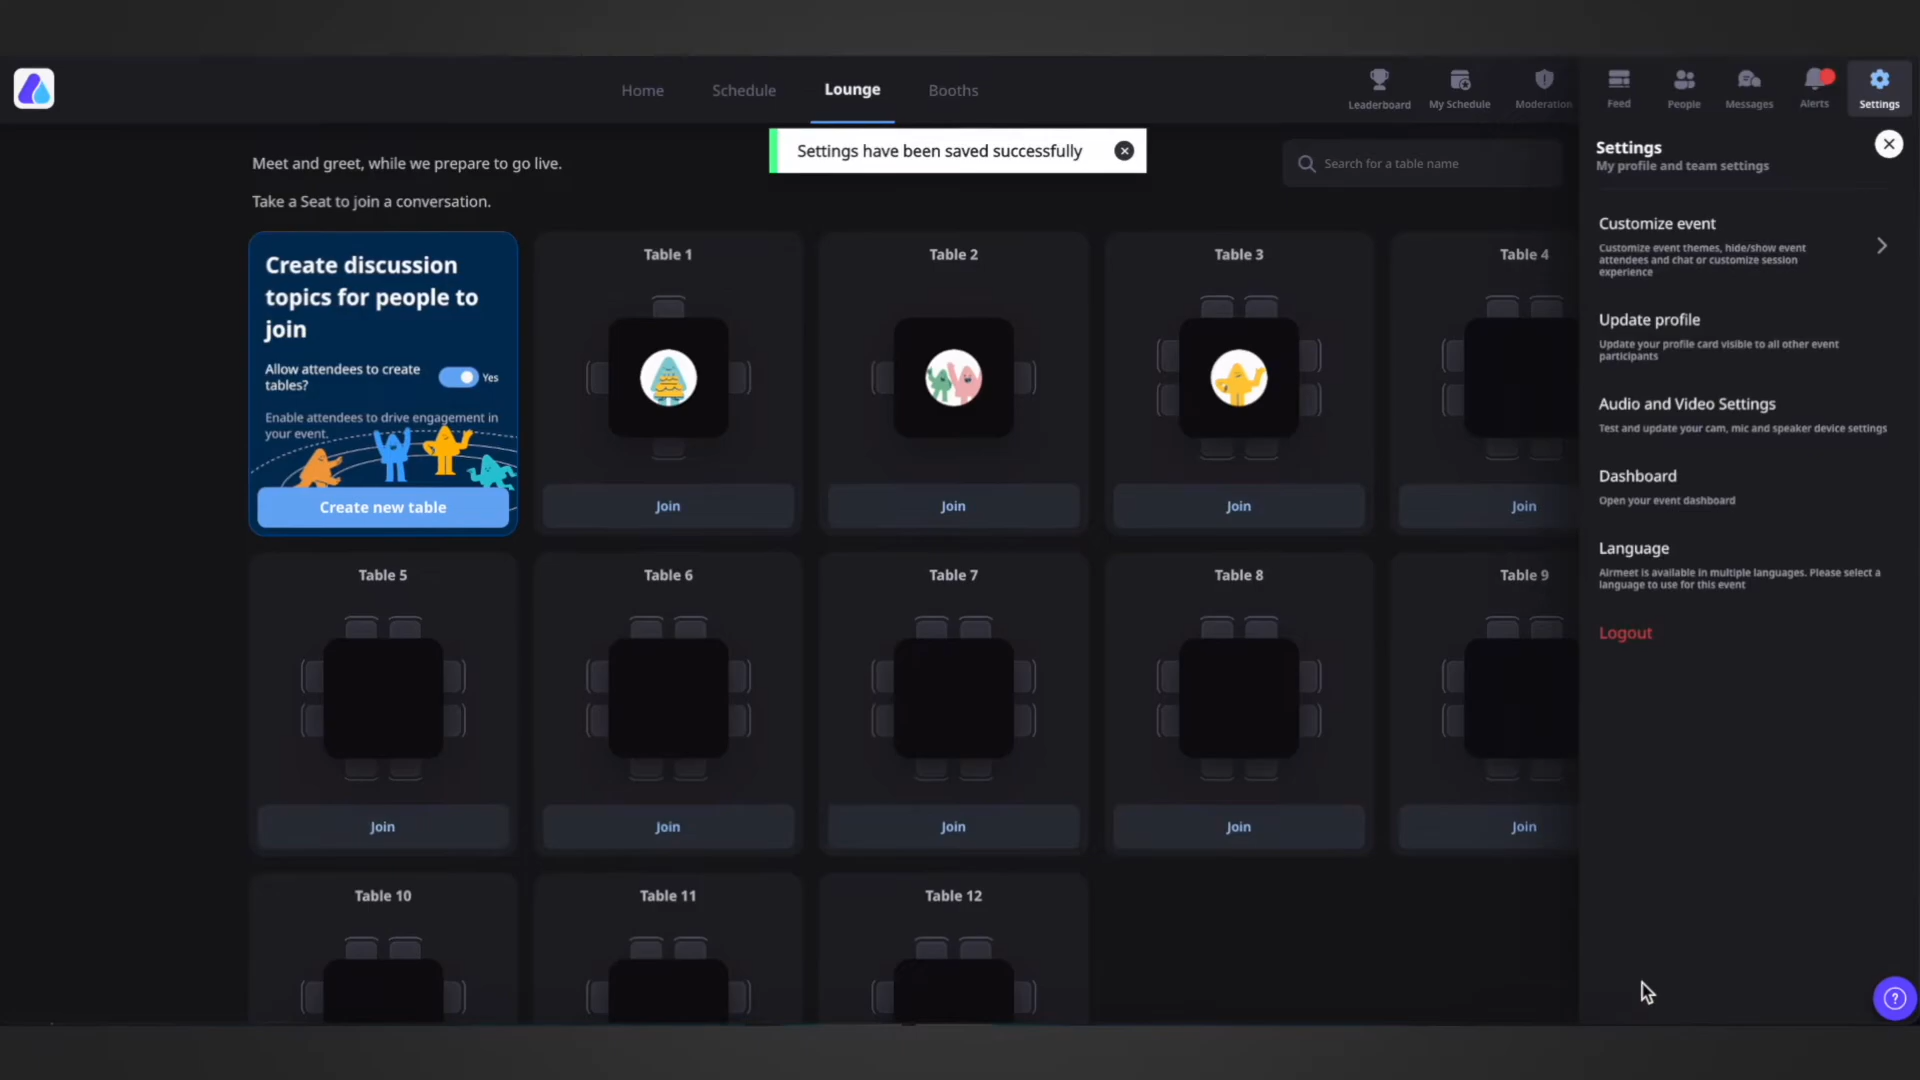 Home
Schedule
Lounge
Booths
Leaderboard
My Schedule
Moderation
Feed
People
Messages
Alerts
Settings
Settings have been saved successfully
Meet and greet, while we prepare to go live.
Take a Seat to join a conversation.
Search for a table name
Create discussion
topics for people to
join
Allow attendees to create
tables?
Yes
Enable attendees to drive engagement in
your event.
Create new table
Table 1
Join
Table 2
Join
Table 3
Join
Table 4
Join
Table 5
Join
Table 6
Join
Table 7
Join
Table 8
Join
Table 9
Join
Table 10
Table 11
Table 12
Settings
My profile and team settings
Customize event
Customize event themes, hide/show event
attendees and chat or customize session
experience
Update profile
Update your profile card visible to all other event
participants
Audio and Video Settings
Test and update your cam, mic and speaker device settings
Dashboard
Open your event dashboard
Language
Airmeet is available in multiple languages. Please select a
language to use for this event
Logout